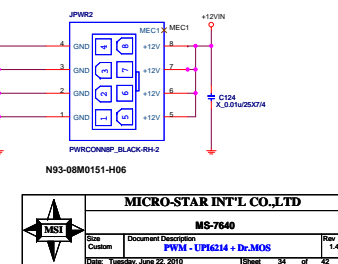 JPWR2
+12VIN
MEC1 MEC1
4 GND 4 8 +12V 8
3 GND 3 7 +12V 7
2 GND 2 6 +12V 6
1 GND 1 5 +12V 5
C124
X_0.01u/25X7/4
PWRCONN8P_BLACK-RH-2
N93-08M0151-H06
MSI
MICRO-STAR INT'L CO.,LTD
MS-7640
Size Document Description Rev
Custom PWM - UPI6214 + Dr.MOS 1.4
Date: Tuesday, June 22, 2010 Sheet 34 of 42